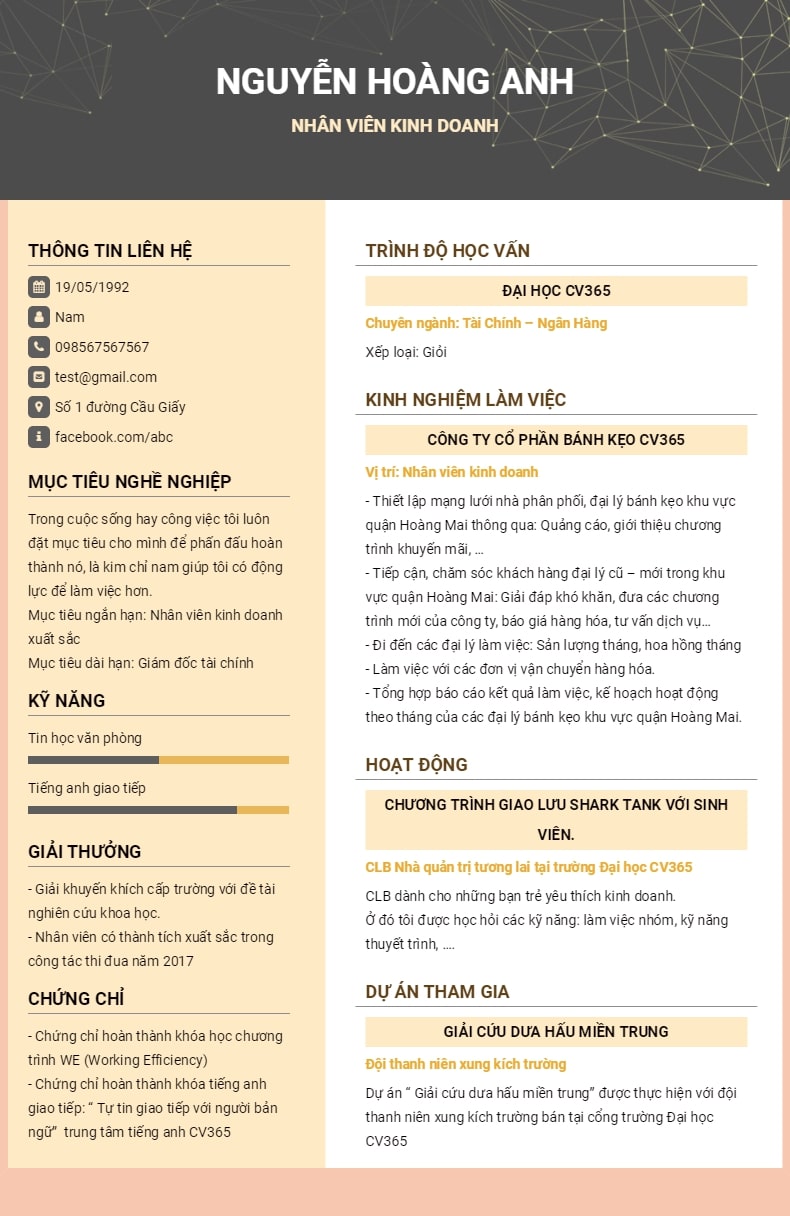 NGUYỄN HOÀNG ANH
NHÂN VIÊN KINH DOANH
THÔNG TIN LIÊN HỆ
19/05/1992
Nam
098567567567
test@gmail.com
Số 1 đường Cầu Giấy
facebook.com/abc
MỤC TIÊU NGHỀ NGHIỆP
Trong cuộc sống hay công việc tôi luôn
đặt mục tiêu cho mình để phấn đấu hoàn
thành nó, là kim chỉ nam giúp tôi có động
lực để làm việc hơn.
Mục tiêu ngắn hạn: Nhân viên kinh doanh
xuất sắc
Mục tiêu dài hạn: Giám đốc tài chính
KỸ NĂNG
Tin học văn phòng
Tiếng anh giao tiếp
GIẢI THƯỞNG
- Giải khuyến khích cấp trường với đề tài
nghiên cứu khoa học.
- Nhân viên có thành tích xuất sắc trong
công tác thi đua năm 2017
CHỨNG CHỈ
- Chứng chỉ hoàn thành khóa học chương
trình WE (Working Efficiency)
- Chứng chỉ hoàn thành khóa tiếng anh
giao tiếp: “ Tự tin giao tiếp với người bản
ngữ” trung tâm tiếng anh CV365
TRÌNH ĐỘ HỌC VẤN
ĐẠI HỌC CV365
Chuyên ngành: Tài Chính – Ngân Hàng
Xếp loại: Giỏi
KINH NGHIỆM LÀM VIỆC
CÔNG TY CỔ PHẦN BÁNH KẸO CV365
Vị trí: Nhân viên kinh doanh
- Thiết lập mạng lưới nhà phân phối, đại lý bánh kẹo khu vực
quận Hoàng Mai thông qua: Quảng cáo, giới thiệu chương
trình khuyến mãi, …
- Tiếp cận, chăm sóc khách hàng đại lý cũ – mới trong khu
vực quận Hoàng Mai: Giải đáp khó khăn, đưa các chương
trình mới của công ty, báo giá hàng hóa, tư vấn dịch vụ…
- Đi đến các đại lý làm việc: Sản lượng tháng, hoa hồng tháng
- Làm việc với các đơn vị vận chuyển hàng hóa.
- Tổng hợp báo cáo kết quả làm việc, kế hoạch hoạt động
theo tháng của các đại lý bánh kẹo khu vực quận Hoàng Mai.
HOẠT ĐỘNG
CHƯƠNG TRÌNH GIAO LƯU SHARK TANK VỚI SINH
VIÊN.
CLB Nhà quản trị tương lai tại trường Đại học CV365
CLB dành cho những bạn trẻ yêu thích kinh doanh.
Ở đó tôi được học hỏi các kỹ năng: làm việc nhóm, kỹ năng
thuyết trình, ....
DỰ ÁN THAM GIA
GIẢI CỨU DƯA HẤU MIỀN TRUNG
Đội thanh niên xung kích trường
Dự án “ Giải cứu dưa hấu miền trung” được thực hiện với đội
thanh niên xung kích trường bán tại cổng trường Đại học
CV365